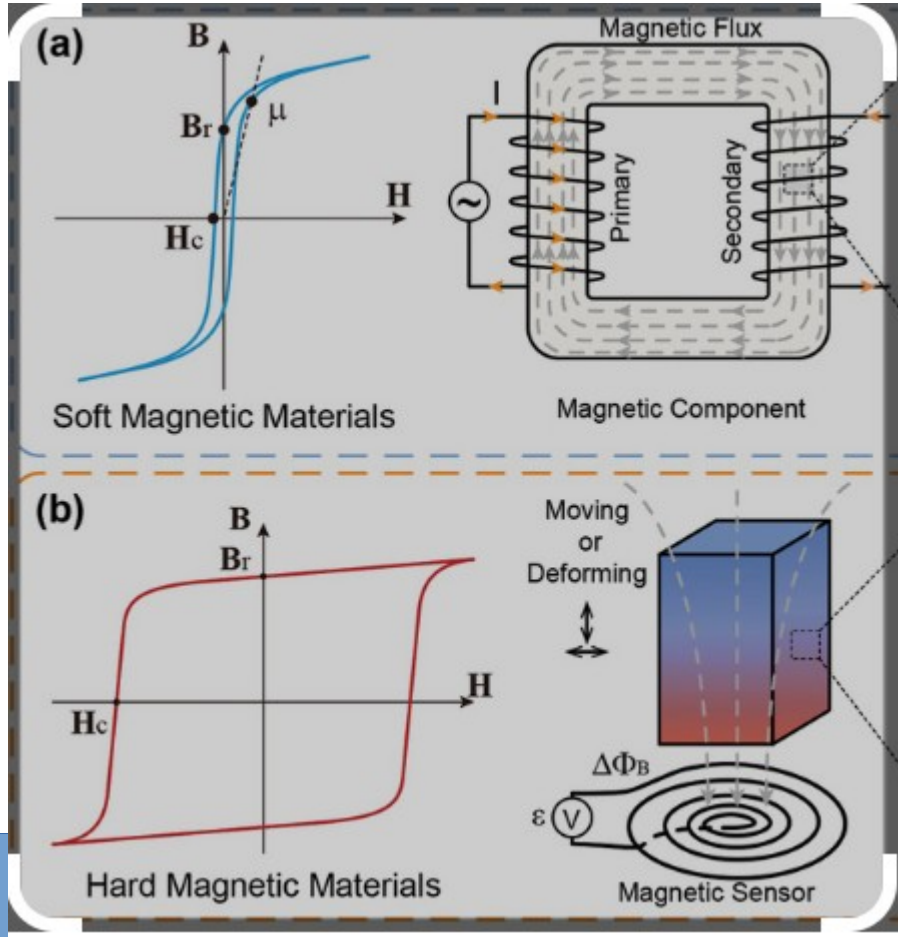 (a)
B
Br
μ
H
Hc
Soft Magnetic Materials
Magnetic Flux
I
~
Primary
Secondary
Magnetic Component
(b)
B
Br
H
Hc
Hard Magnetic Materials
Moving
or
Deforming
ΔΦB
ε
V
Magnetic Sensor